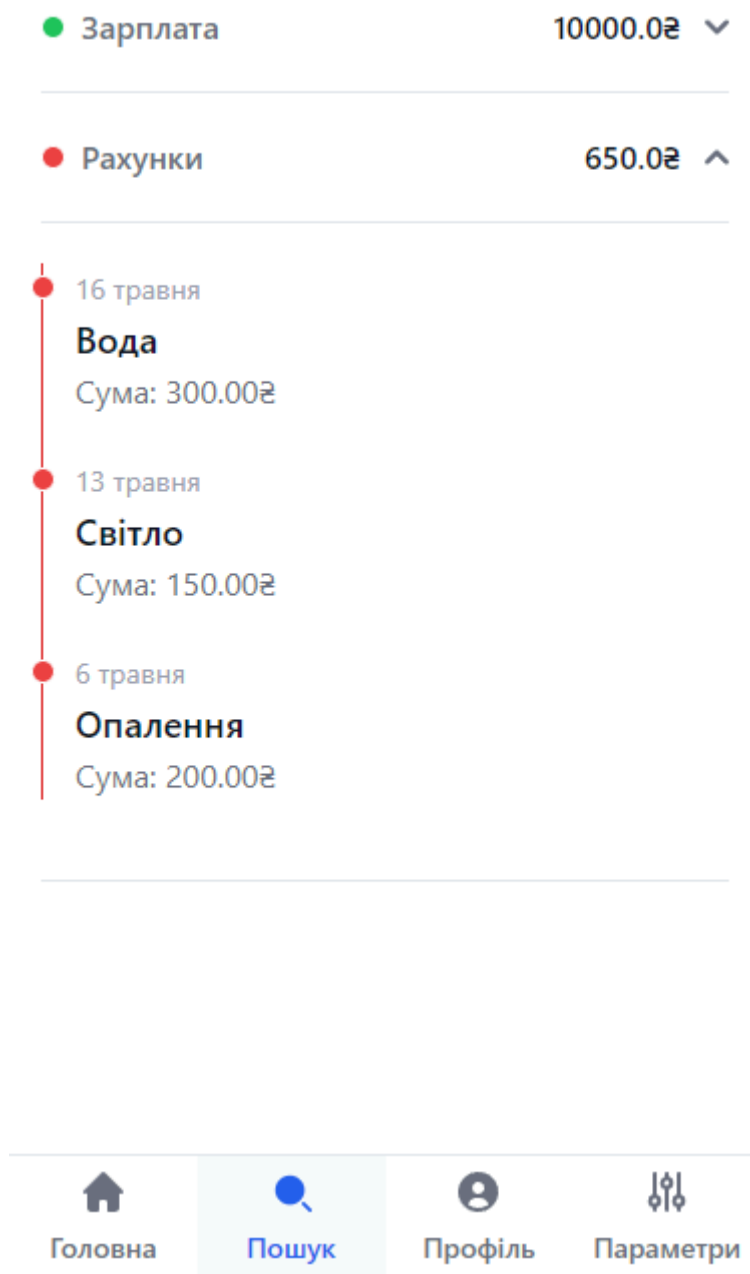 Зарплата 10000.0₴
Рахунки 650.0₴
16 травня
Вода
Сума: 300.00₴
13 травня
Світло
Сума: 150.00₴
6 травня
Опалення
Сума: 200.00₴
Головна Пошук Профіль Параметри